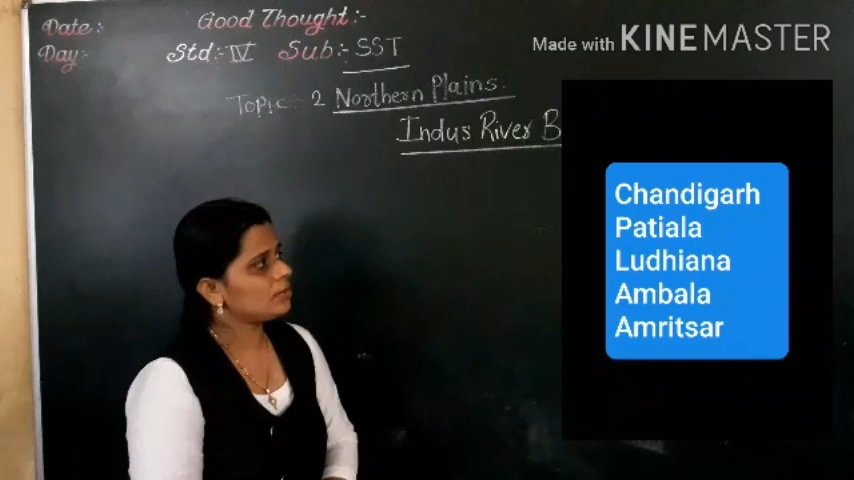 Date:
Good Thought:-
Day:-
Std:- IV Sub:- SST
Made with KINEMASTER
Topic: 2 Northern Plains.
Indus River B
Chandigarh
Patiala
Ludhiana
Ambala
Amritsar